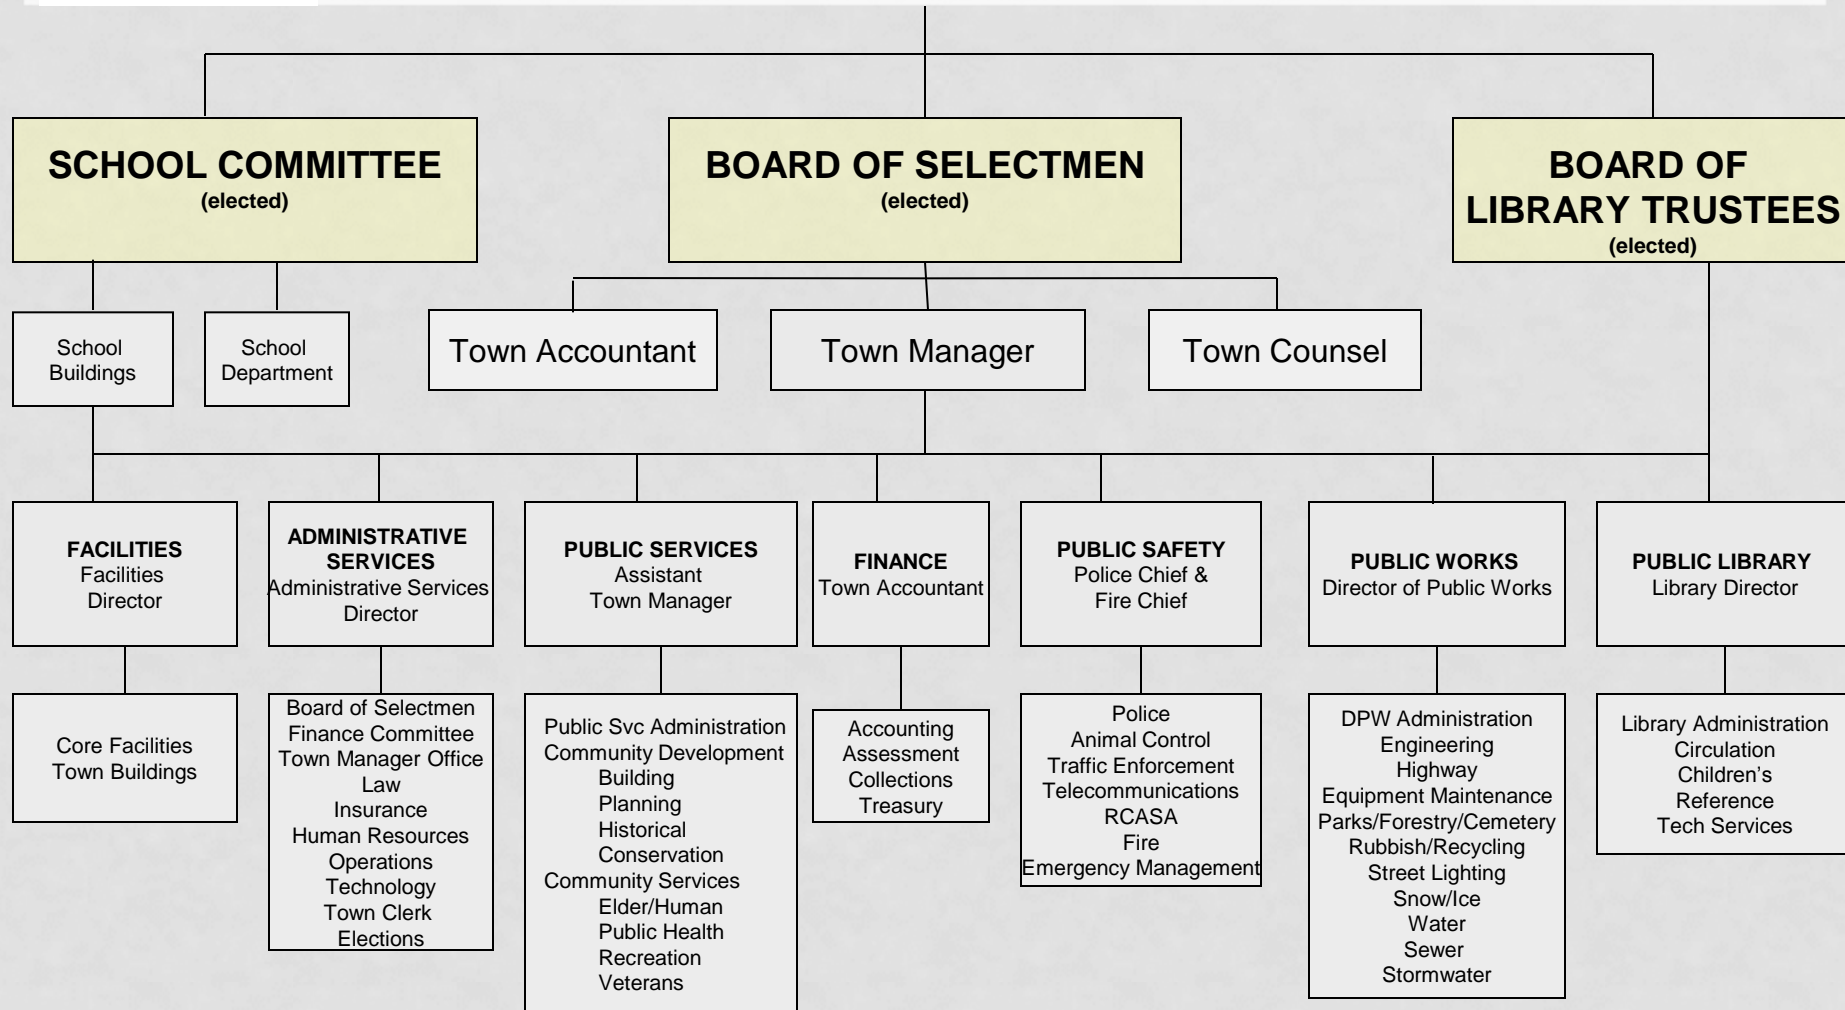 SCHOOL COMMITTEE
(elected)
BOARD OF SELECTMEN
(elected)
BOARD OF
LIBRARY TRUSTEES
(elected)
School
Buildings
School
Department
Town Accountant
Town Manager
Town Counsel
FACILITIES
Facilities
Director
ADMINISTRATIVE
SERVICES
Administrative Services
Director
PUBLIC SERVICES
Assistant
Town Manager
FINANCE
Town Accountant
PUBLIC SAFETY
Police Chief &
Fire Chief
PUBLIC WORKS
Director of Public Works
PUBLIC LIBRARY
Library Director
Core Facilities
Town Buildings
Board of Selectmen
Finance Committee
Town Manager Office
Law
Insurance
Human Resources
Operations
Technology
Town Clerk
Elections
Public Svc Administration
Community Development
Building
Planning
Historical
Conservation
Community Services
Elder/Human
Public Health
Recreation
Veterans
Accounting
Assessment
Collections
Treasury
Police
Animal Control
Traffic Enforcement
Telecommunications
RCASA
Fire
Emergency Management
DPW Administration
Engineering
Highway
Equipment Maintenance
Parks/Forestry/Cemetery
Rubbish/Recycling
Street Lighting
Snow/Ice
Water
Sewer
Stormwater
Library Administration
Circulation
Children’s
Reference
Tech Services